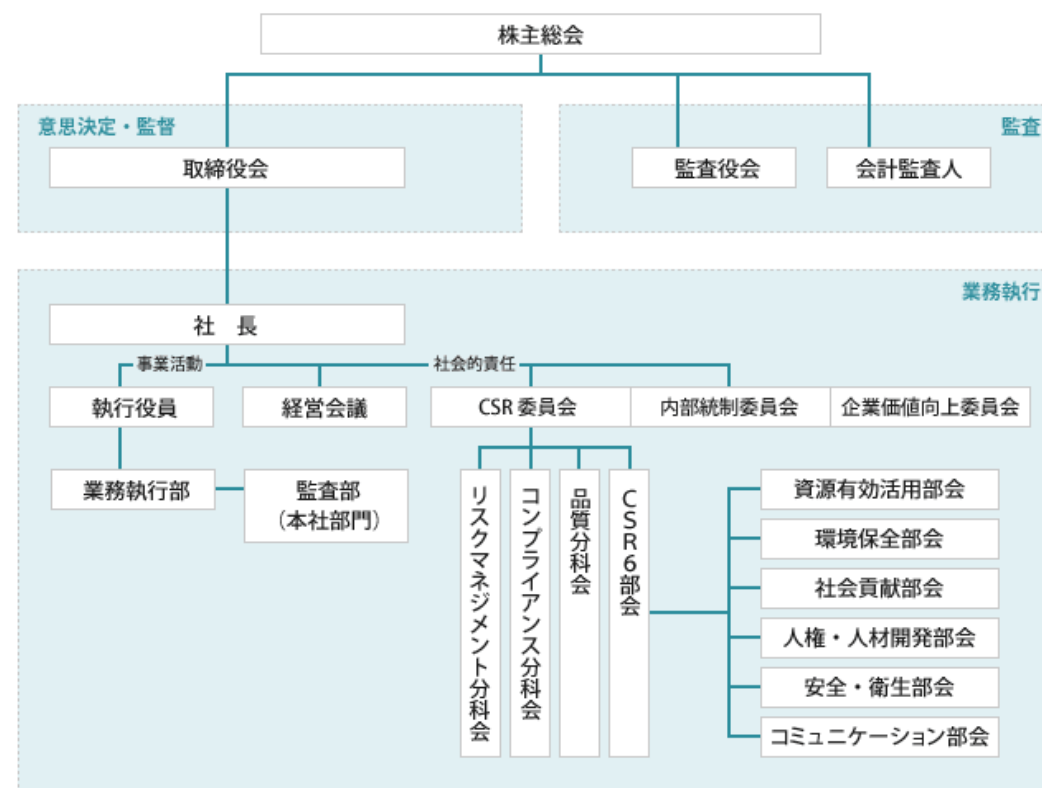 株主総会
意思決定・監督
監査
取締役会
監査役会
会計監査人
業務執行
社　長
事業活動
社会的責任
執行役員
経営会議
CSR 委員会
内部統制委員会
企業価値向上委員会
業務執行部
監査部
（本社部門）
リスクマネジメント分科会
コンプライアンス分科会
品質分科会
CSR6部会
資源有効活用部会
環境保全部会
社会貢献部会
人権・人材開発部会
安全・衛生部会
コミュニケーション部会